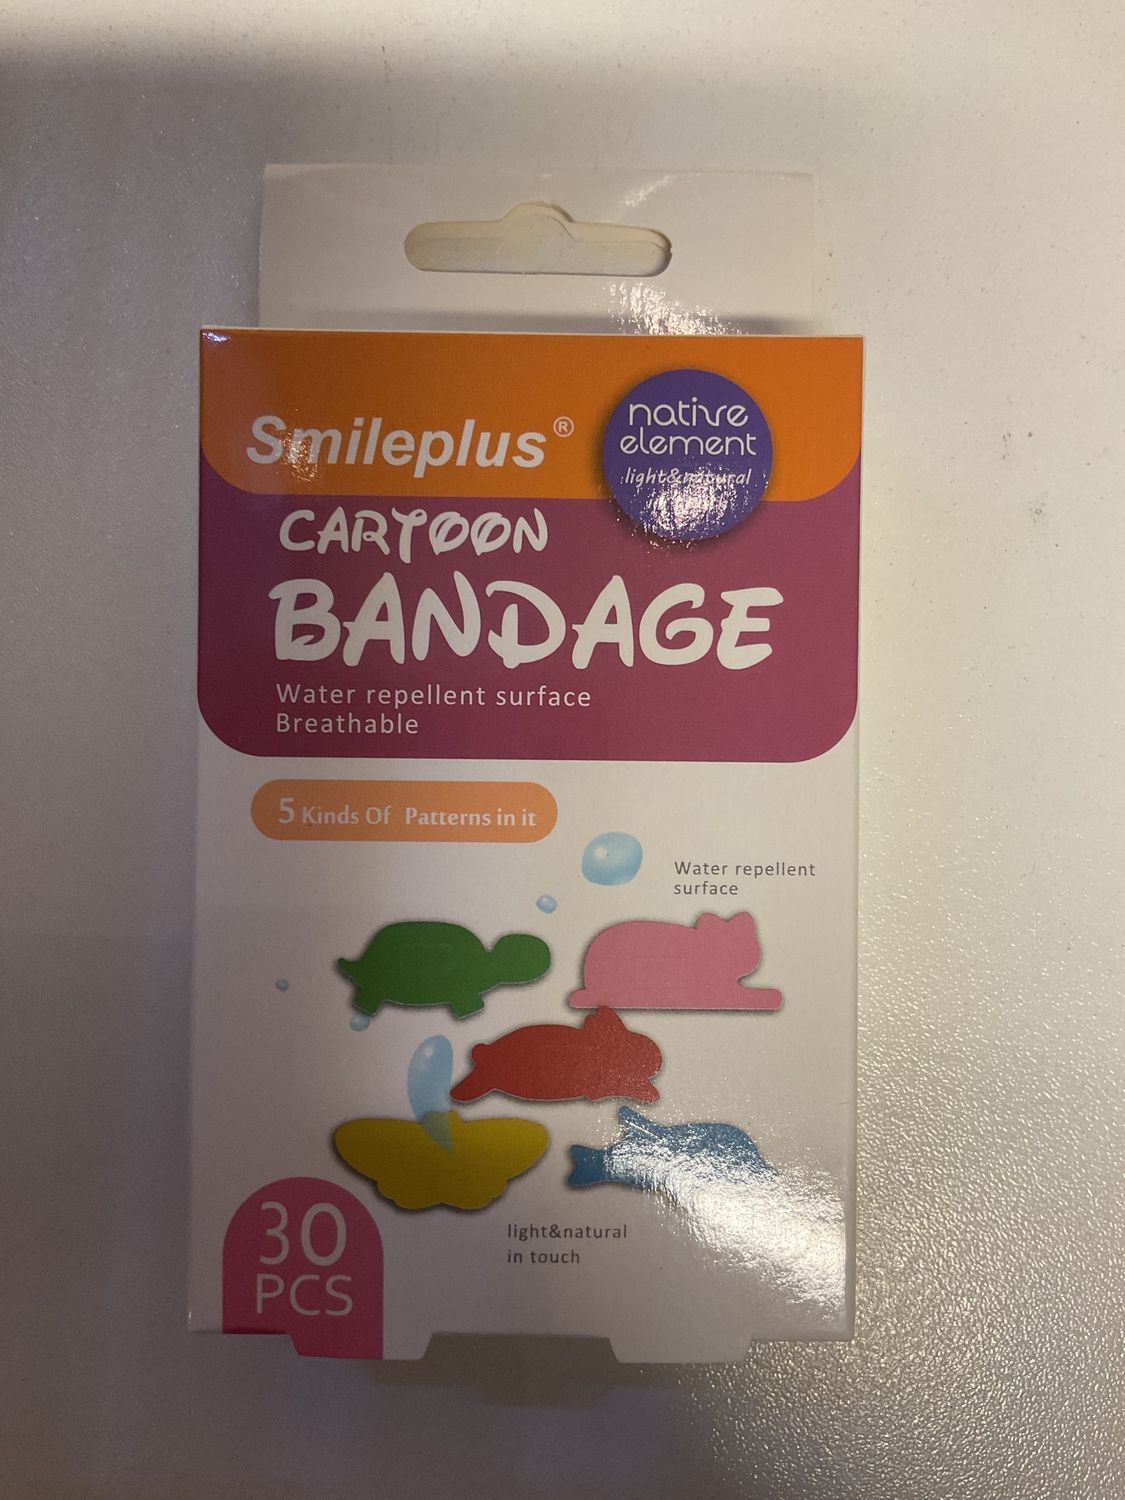 Smileplus®
native
element
light&natural
CARTOON
BANDAGE
Water repellent surface
Breathable
5 Kinds Of Patterns in it
Water repellent
surface
light&natural
in touch
30
PCS